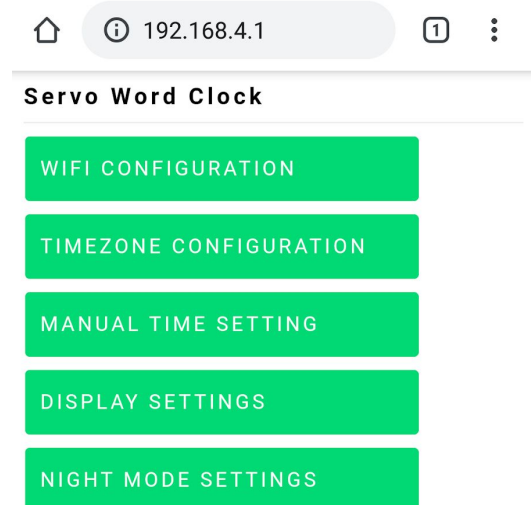 192.168.4.1 1
Servo Word Clock
WIFI CONFIGURATION
TIMEZONE CONFIGURATION
MANUAL TIME SETTING
DISPLAY SETTINGS
NIGHT MODE SETTINGS